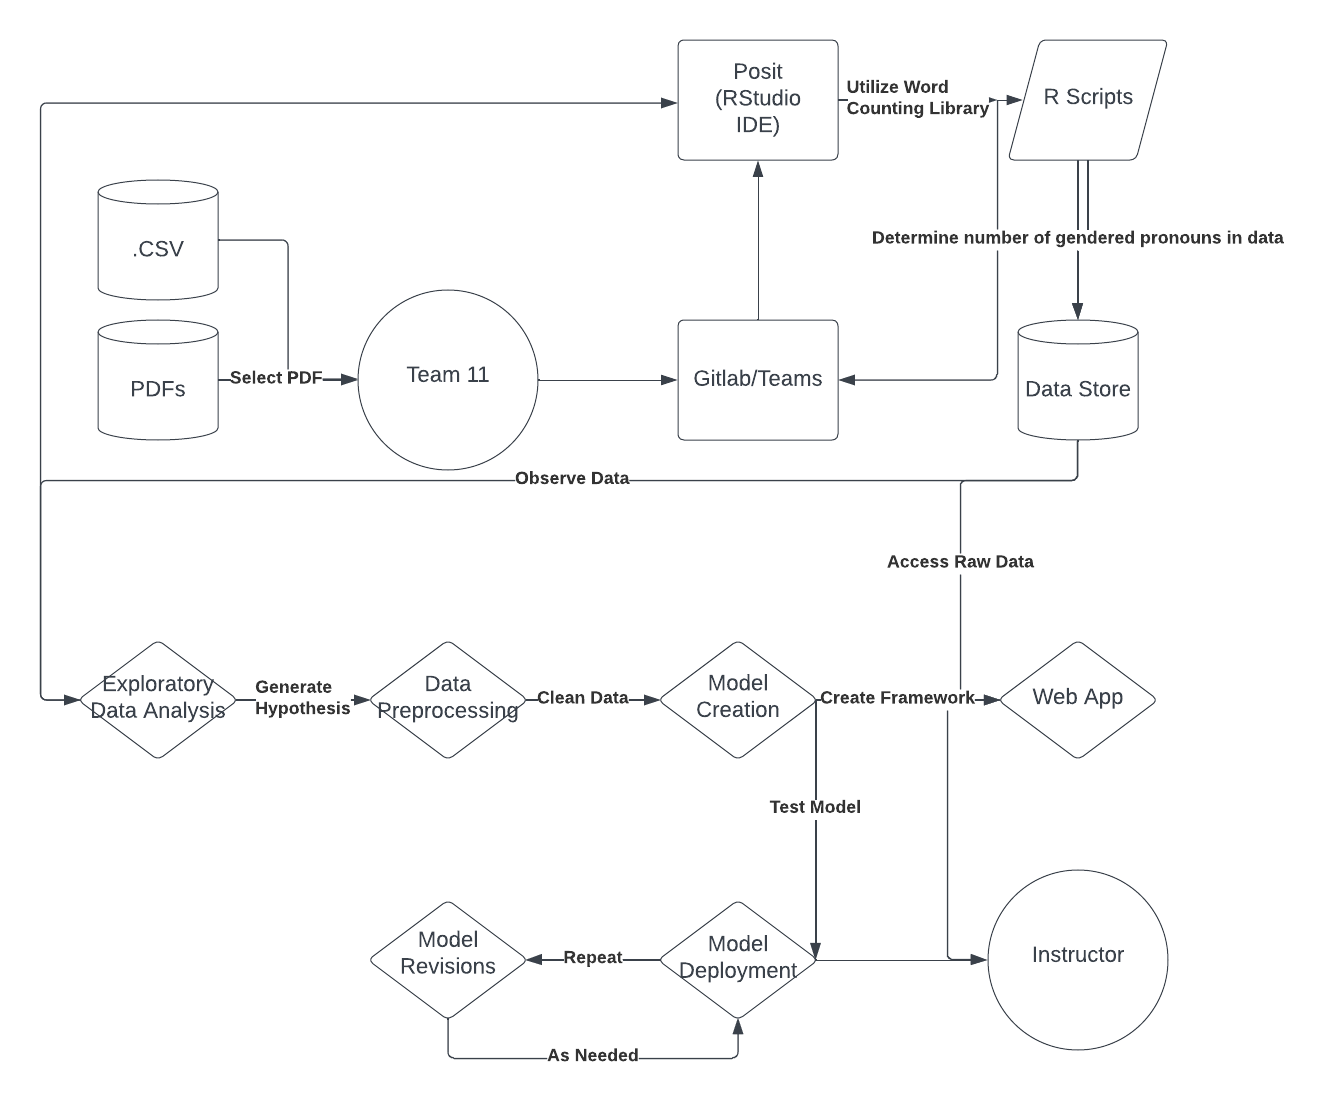 Posit
(RStudio
IDE)
Utilize Word
Counting Library
R Scripts
.CSV
Determine number of gendered pronouns in data
PDFs
Select PDF
Team 11
Gitlab/Teams
Data Store
Observe Data
Access Raw Data
Exploratory
Data Analysis
Generate
Hypothesis
Data
Preprocessing
Clean Data
Model
Creation
Create Framework
Web App
Test Model
Model
Revisions
Repeat
Model
Deployment
Instructor
As Needed